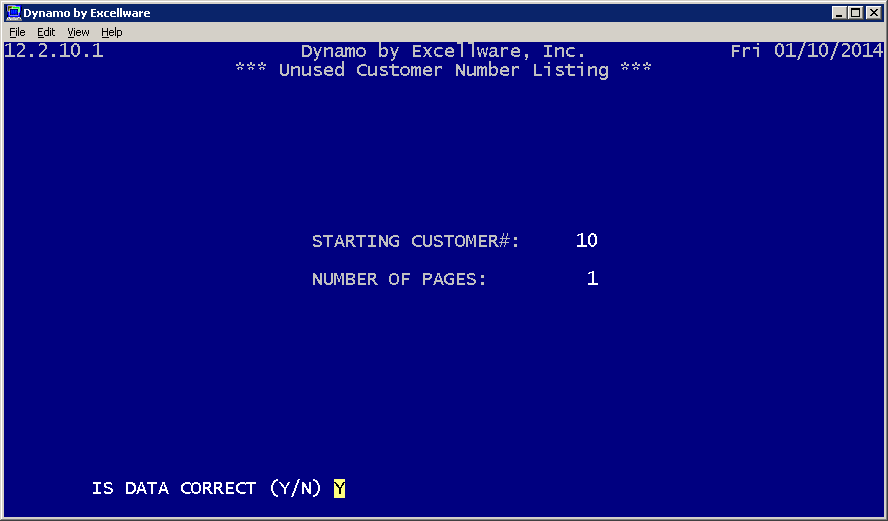 Dynamo by Excellware
File Edit View Help
12.2.10.1 Dynamo by Excellware, Inc. Fri 01/10/2014
*** Unused Customer Number Listing ***
STARTING CUSTOMER#: 10
NUMBER OF PAGES: 1
IS DATA CORRECT (Y/N) Y